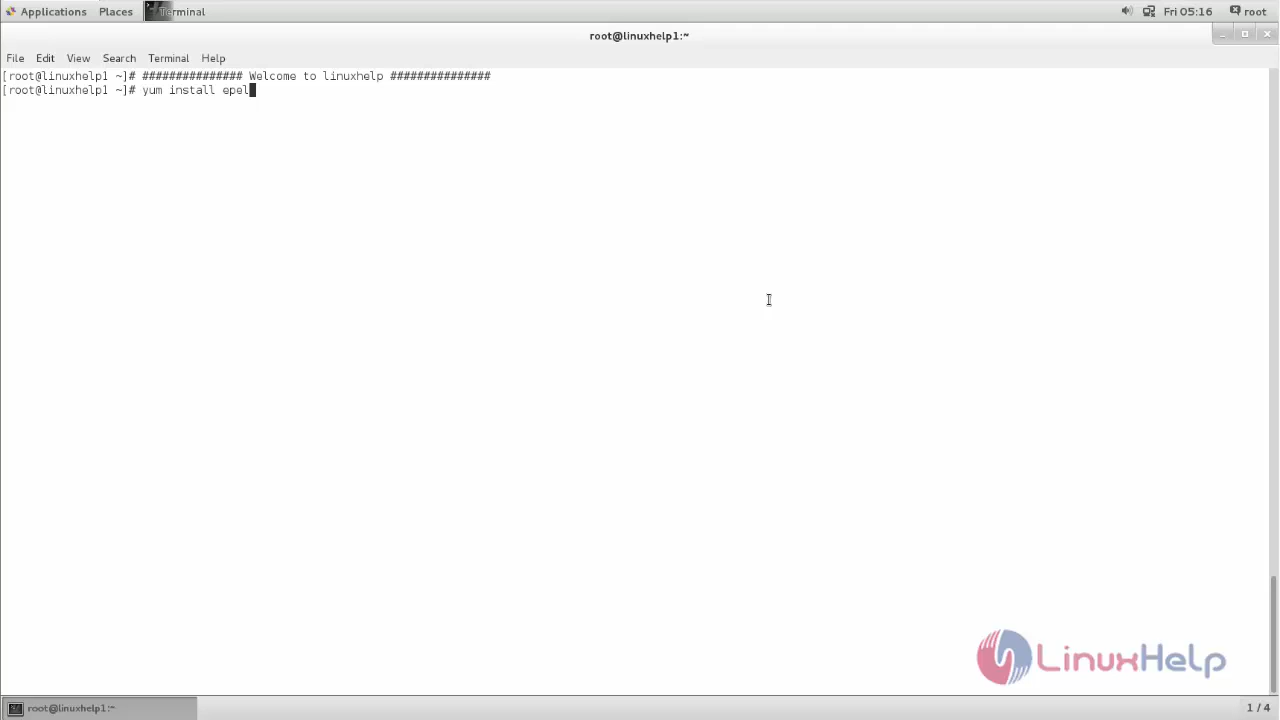 Applications Places Terminal Fri 05:16 root
root@linuxhelp1:~
File Edit View Search Terminal Help
[root@linuxhelp1 ~]# ############### Welcome to linuxhelp ###############
[root@linuxhelp1 ~]# yum install epel
LinuxHelp
root@linuxhelp1:~ 1 / 4